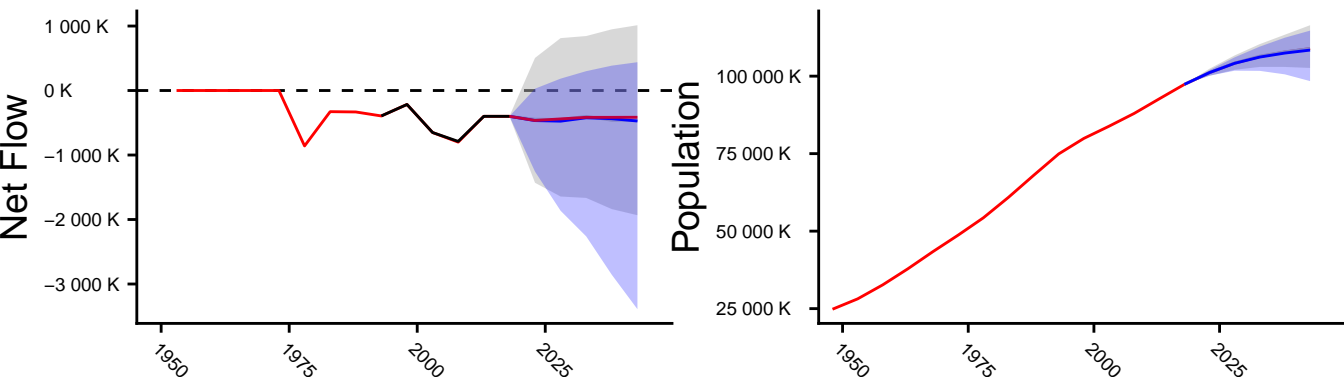 Net Flow
1 000 K
0 K
−1 000 K
−2 000 K
−3 000 K
1950
1975
2000
2025
Population
100 000 K
75 000 K
50 000 K
25 000 K
1950
1975
2000
2025